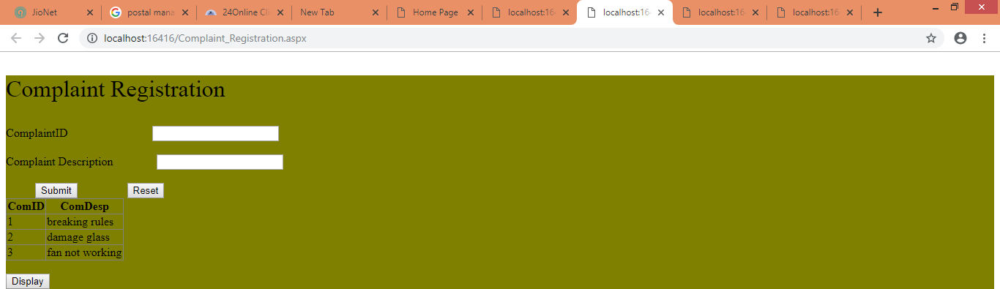 JioNet
postal mana
24Online Cli
New Tab
Home Page
localhost:16
localhost:164
localhost:16
localhost:16
localhost:16416/Complaint_Registration.aspx
Complaint Registration
ComplaintID
Complaint Description
Submit Reset
ComID ComDesp
1 breaking rules
2 damage glass
3 fan not working
Display